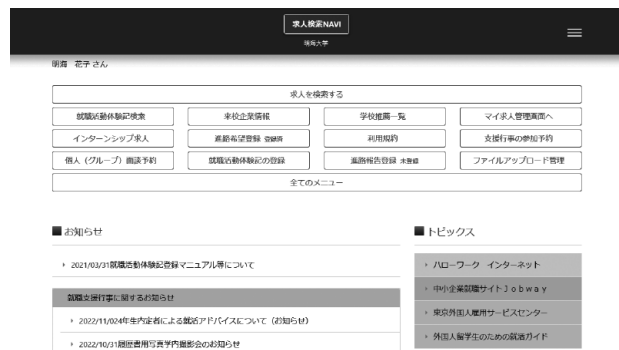 求人検索NAVI
明海大学
明海 花子 さん
求人を検索する
就職活動体験記検索 来校企業情報 学校推薦一覧 マイ求人管理画面へ
インターンシップ求人 進路希望登録 登録済 利用規約 支援行事の参加予約
個人（グループ）面談予約 就職活動体験記の登録 進路報告登録 未登録 ファイルアップロード管理
全てのメニュー
お知らせ
2021/03/31就職活動体験記登録マニュアル等について
就職支援行事に関するお知らせ
2022/11/024年生内定者による就活アドバイスについて（お知らせ）
2022/10/31履歴書用写真学内撮影会のお知らせ
トピックス
ハローワーク インターネット
中小企業就職サイトＪｏｂｗａｙ
東京外国人雇用サービスセンター
外国人留学生のための就活ガイド